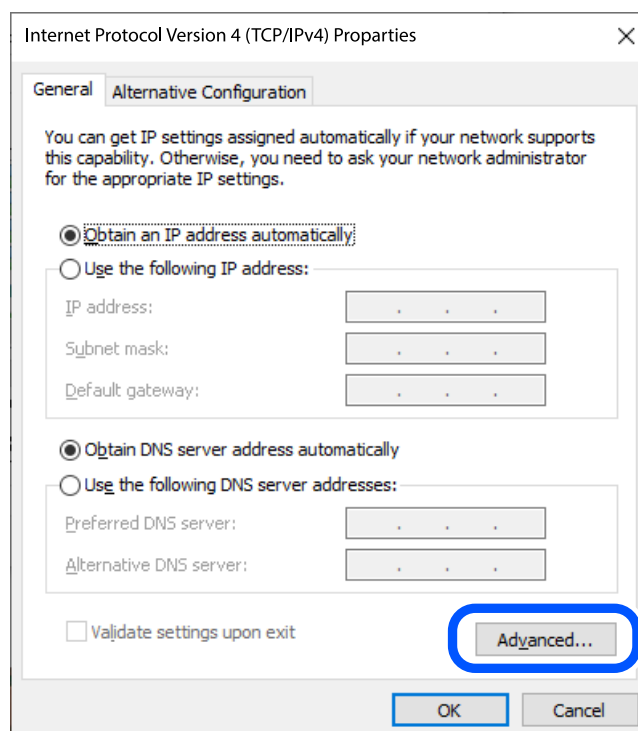 Internet Protocol Version 4 (TCP/IPv4) Proparties
General
Alternative Configuration
You can get IP settings assigned automatically if your network supports
this capability. Otherwise, you need to ask your network administrator
for the appropriate IP settings.
Obtain an IP address automatically
Use the following IP address:
IP address:
Subnet mask:
Default gateway:
Obtain DNS server address automatically
Use the following DNS server addresses:
Preferred DNS server:
Alternative DNS server:
Validate settings upon exit
Advanced...
OK
Cancel